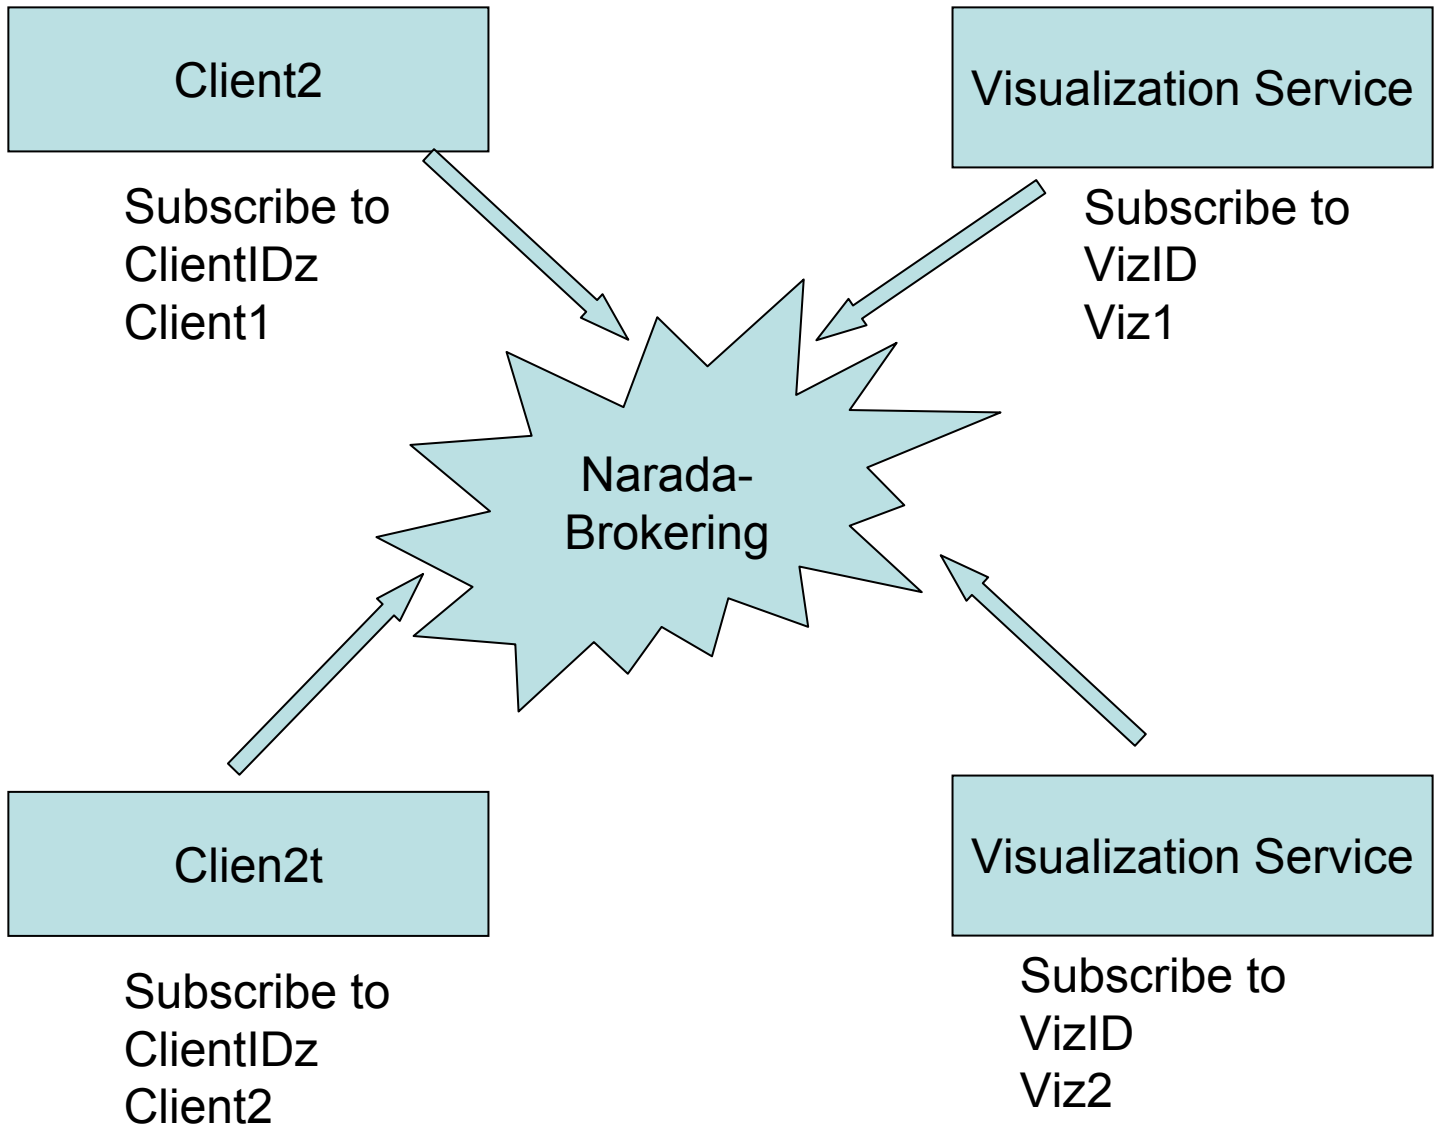 Client2
Subscribe to
ClientIDz
Client1
Visualization Service
Subscribe to
VizID
Viz1
Narada-
Brokering
Clien2t
Subscribe to
ClientIDz
Client2
Visualization Service
Subscribe to
VizID
Viz2